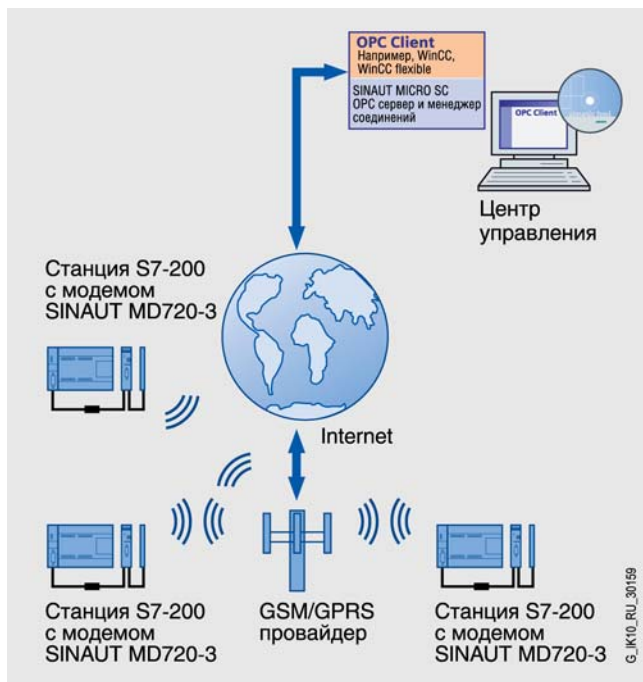 OPC Client
Например, WinCC,
WinCC flexible
SINAUT MICRO SC
OPC сервер и менеджер
соединений
OPC Client
Центр
управления
Станция S7-200
с модемом
SINAUT MD720-3
Internet
Станция S7-200
с модемом
SINAUT MD720-3
GSM/GPRS
провайдер
Станция S7-200
с модемом
SINAUT MD720-3
G_IK10_RU_30159